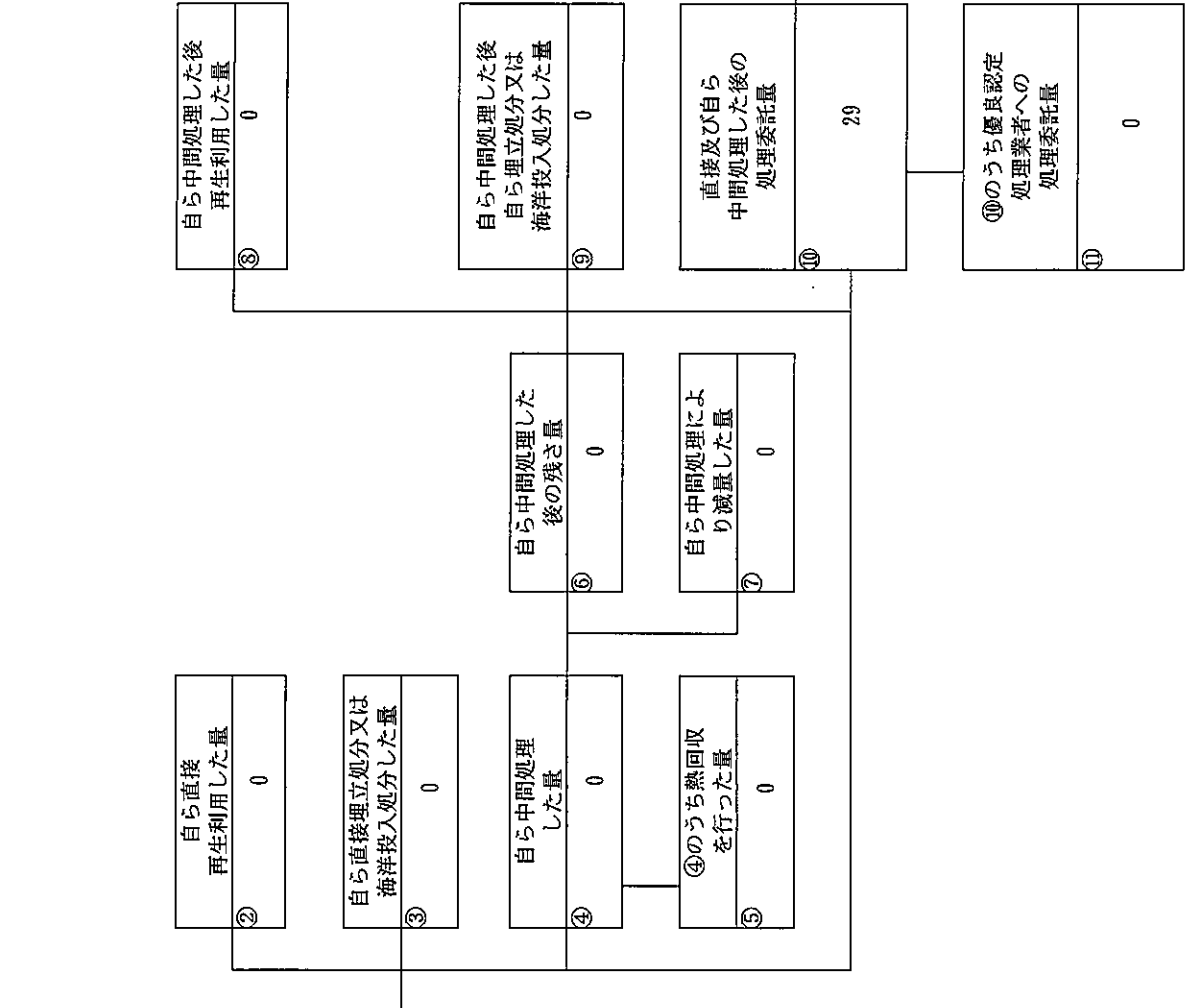 自ら直接
再生利用した量
②
0
自ら直接埋立処分又は
海洋投入処分した量
③
0
自ら中間処理
した量
④
0
④のうち熱回収
を行った量
⑤
0
自ら中間処理した
後の残さ量
⑥
0
自ら中間処理によ
り減量した量
⑦
0
自ら中間処理した後
再生利用した量
⑧
0
自ら中間処理した後
自ら埋立処分又は
海洋投入処分した量
⑨
0
直接及び自ら
中間処理した後の
処理委託量
⑩
29
⑩のうち優良認定
処理業者への
処理委託量
⑪
0